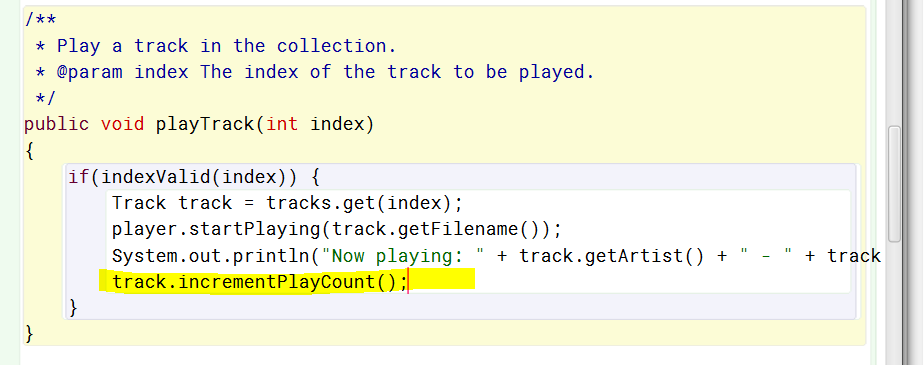 /**
 * Play a track in the collection.
 * @param index The index of the track to be played.
 */
public void playTrack(int index)
{
    if(indexValid(index)) {
        Track track = tracks.get(index);
        player.startPlaying(track.getFilename());
        System.out.println("Now playing: " + track.getArtist() + " - " + track
        track.incrementPlayCount();
    }
}